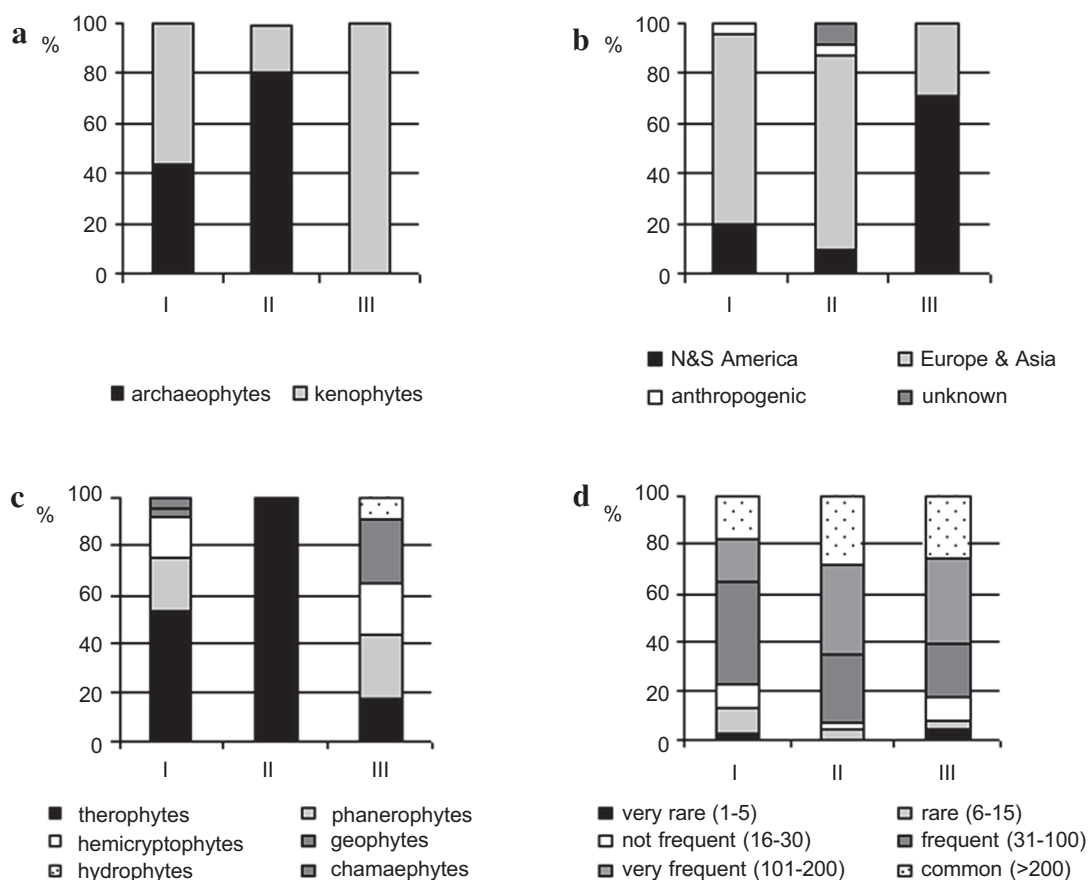 a
%
100
80
60
40
20
0
I II III
archaeophytes kenophytes
b
%
100
80
60
40
20
0
I II III
N&S America Europe & Asia
anthropogenic unknown
c
%
100
80
60
40
20
0
I II III
therophytes phanerophytes
hemicryptophytes geophytes
hydrophytes chamaephytes
d
%
100
80
60
40
20
0
I II III
very rare (1-5) rare (6-15)
not frequent (16-30) frequent (31-100)
very frequent (101-200) common (>200)